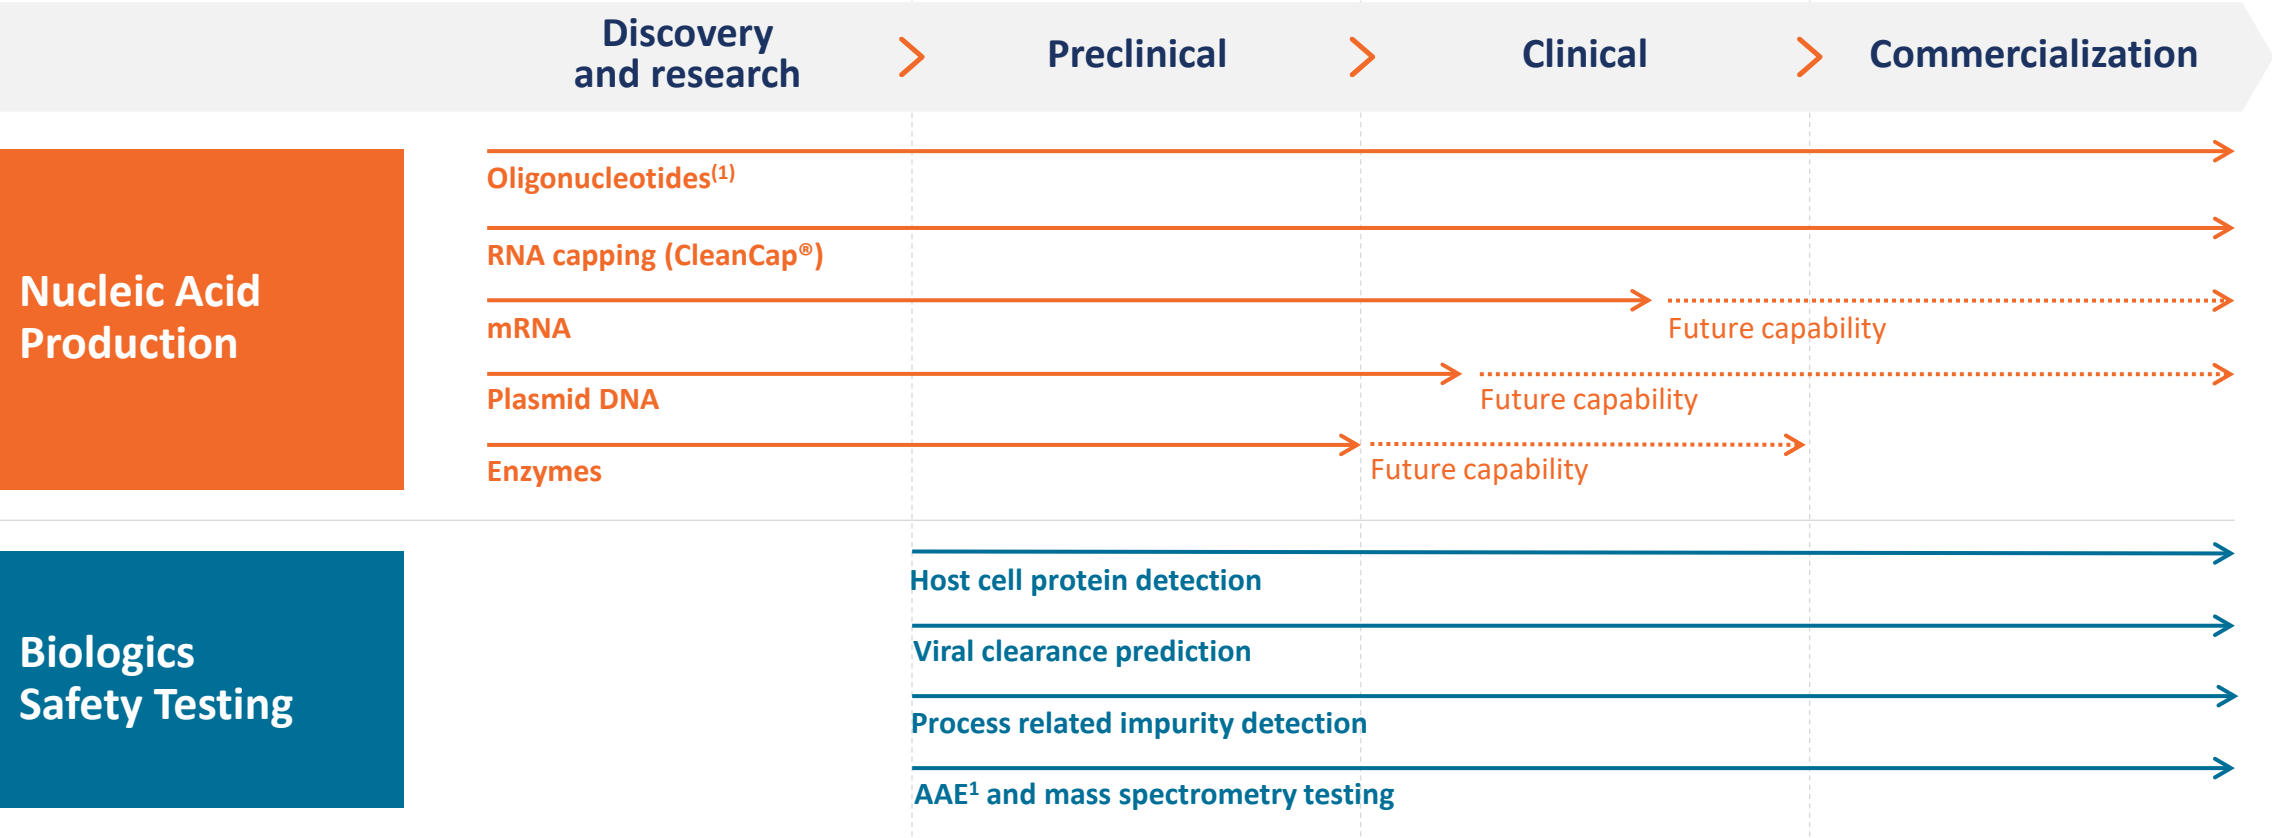 Discovery
and research
Preclinical
Clinical
Commercialization
Nucleic Acid
Production
Oligonucleotides(1)
RNA capping (CleanCap®)
mRNA
Future capability
Plasmid DNA
Future capability
Enzymes
Future capability
Biologics
Safety Testing
Host cell protein detection
Viral clearance prediction
Process related impurity detection
AAE1 and mass spectrometry testing